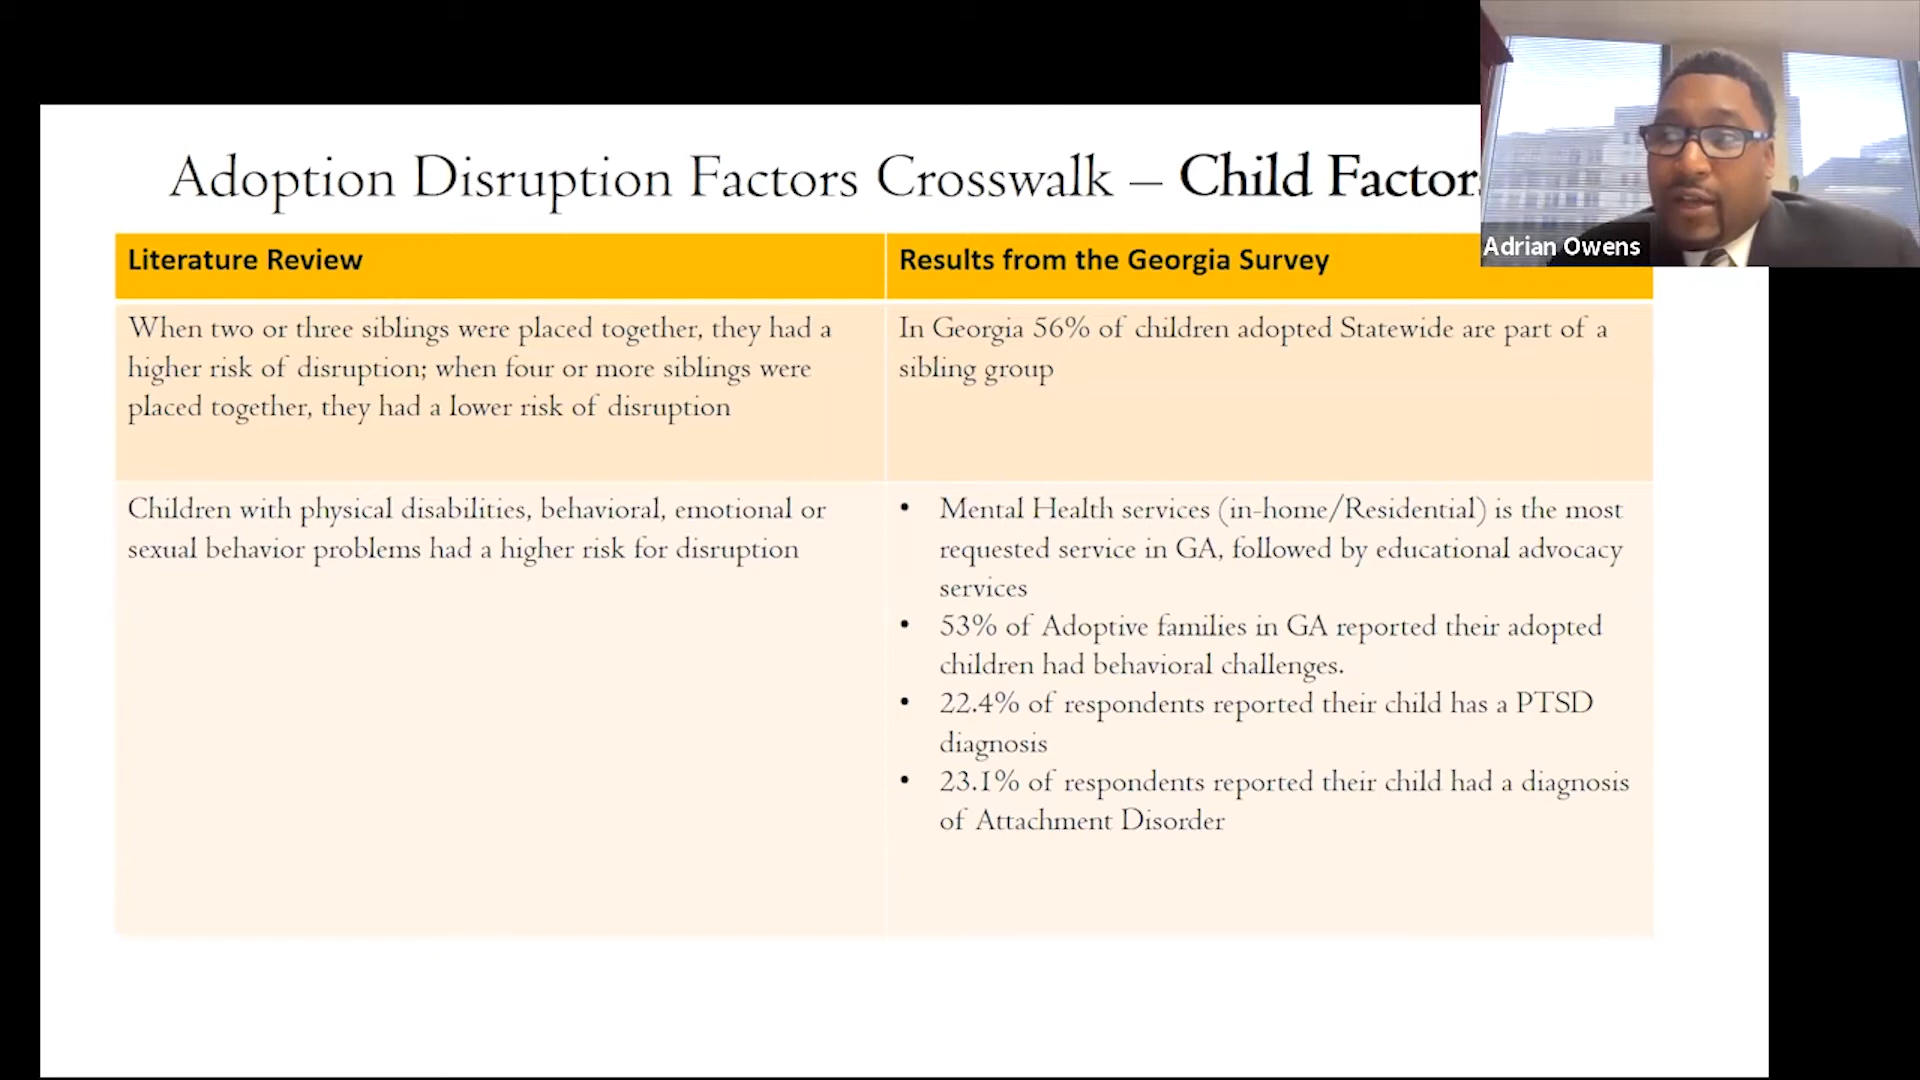 Adoption Disruption Factors Crosswalk – Child Factors
Adrian Owens
Literature Review
Results from the Georgia Survey
When two or three siblings were placed together, they had a
higher risk of disruption; when four or more siblings were
placed together, they had a lower risk of disruption
In Georgia 56% of children adopted Statewide are part of a
sibling group
Children with physical disabilities, behavioral, emotional or
sexual behavior problems had a higher risk for disruption
• Mental Health services (in-home/Residential) is the most
requested service in GA, followed by educational advocacy
services
• 53% of Adoptive families in GA reported their adopted
children had behavioral challenges.
• 22.4% of respondents reported their child has a PTSD
diagnosis
• 23.1% of respondents reported their child had a diagnosis
of Attachment Disorder